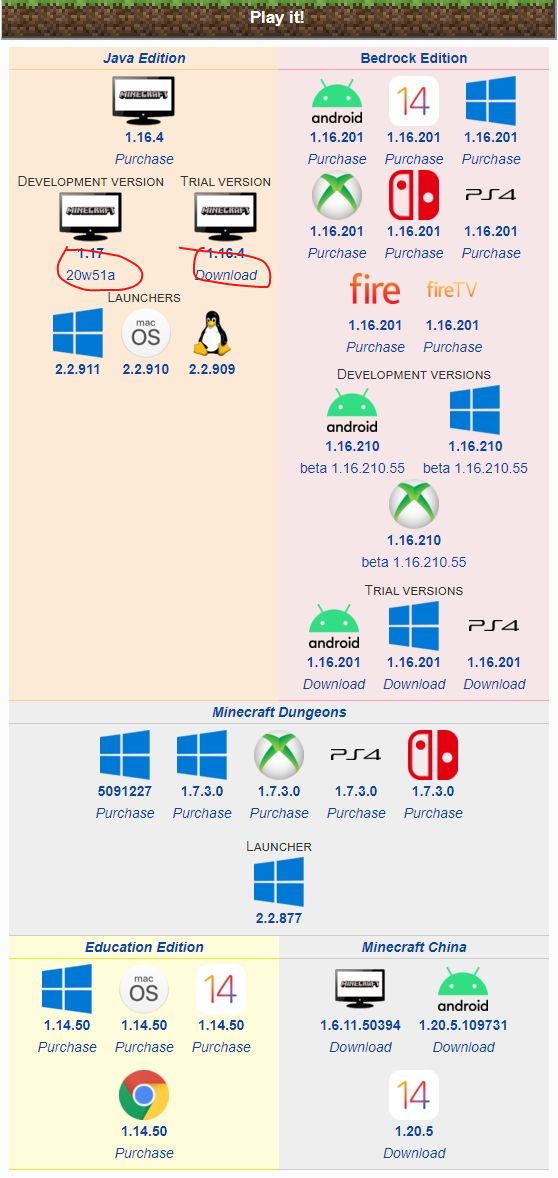 Play it!
Java Edition
MINECRAFT
1.16.4
Purchase
DEVELOPMENT VERSION TRIAL VERSION
MINECRAFT MINECRAFT
1.17 1.16.4
20w51a Download
LAUNCHERS
mac
OS
2.2.911 2.2.910 2.2.909
Bedrock Edition
android 14
1.16.201 1.16.201 1.16.201
Purchase Purchase Purchase
PS4
1.16.201 1.16.201 1.16.201
Purchase Purchase Purchase
fire fireTV
1.16.201 1.16.201
Purchase Purchase
DEVELOPMENT VERSIONS
android
1.16.210 1.16.210
beta 1.16.210.55 beta 1.16.210.55
1.16.210
beta 1.16.210.55
TRIAL VERSIONS
android PS4
1.16.201 1.16.201 1.16.201
Download Download Download
Minecraft Dungeons
PS4
5091227 1.7.3.0 1.7.3.0 1.7.3.0 1.7.3.0
Purchase Purchase Purchase Purchase Purchase
LAUNCHER
2.2.877
Education Edition
mac
OS 14
1.14.50 1.14.50 1.14.50
Purchase Purchase Purchase
1.14.50
Purchase
Minecraft China
MINECRAFT android
1.6.11.50394 1.20.5.109731
Download Download
14
1.20.5
Download